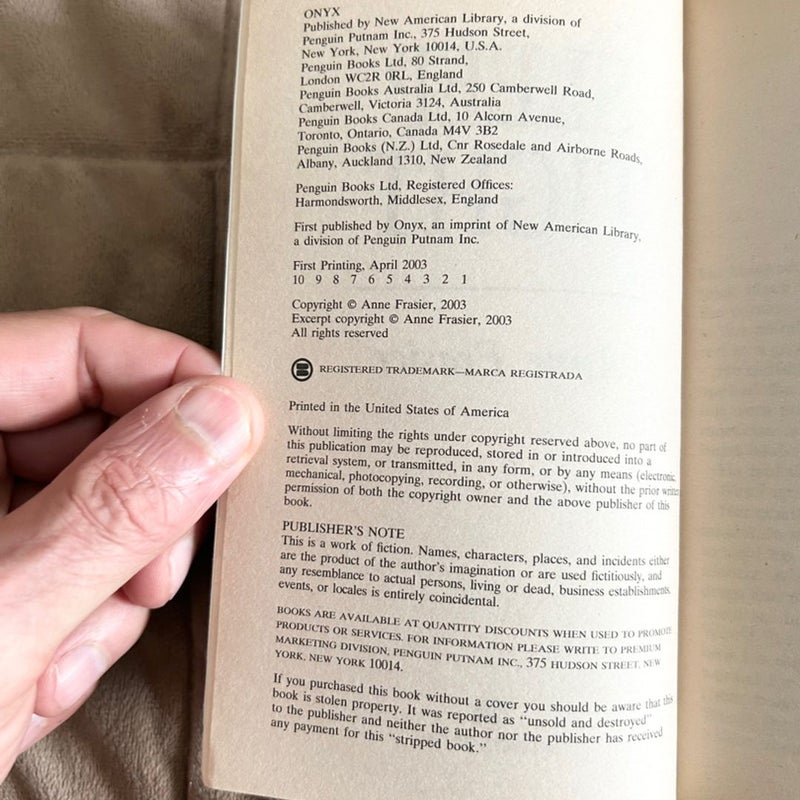 ONYX
Published by New American Library, a division of
Penguin Putnam Inc., 375 Hudson Street,
New York, New York 10014, U.S.A.
Penguin Books Ltd, 80 Strand,
London WC2R 0RL, England
Penguin Books Australia Ltd, 250 Camberwell Road,
Camberwell, Victoria 3124, Australia
Penguin Books Canada Ltd, 10 Alcorn Avenue,
Toronto, Ontario, Canada M4V 3B2
Penguin Books (N.Z.) Ltd, Cnr Rosedale and Airborne Roads,
Albany, Auckland 1310, New Zealand
Penguin Books Ltd, Registered Offices:
Harmondsworth, Middlesex, England
First published by Onyx, an imprint of New American Library,
a division of Penguin Putnam Inc.
First Printing, April 2003
10 9 8 7 6 5 4 3 2 1
Copyright © Anne Frasier, 2003
Excerpt copyright © Anne Frasier, 2003
All rights reserved
REGISTERED TRADEMARK—MARCA REGISTRADA
Printed in the United States of America
Without limiting the rights under copyright reserved above, no part of
this publication may be reproduced, stored in or introduced into a
retrieval system, or transmitted, in any form, or by any means (electronic,
mechanical, photocopying, recording, or otherwise), without the prior written
permission of both the copyright owner and the above publisher of this
book.
PUBLISHER'S NOTE
This is a work of fiction. Names, characters, places, and incidents either
are the product of the author's imagination or are used fictitiously, and
any resemblance to actual persons, living or dead, business establishments,
events, or locales is entirely coincidental.
BOOKS ARE AVAILABLE AT QUANTITY DISCOUNTS WHEN USED TO PROMOTE
PRODUCTS OR SERVICES. FOR INFORMATION PLEASE WRITE TO PREMIUM
MARKETING DIVISION, PENGUIN PUTNAM INC., 375 HUDSON STREET, NEW
YORK, NEW YORK 10014.
If you purchased this book without a cover you should be aware that this
book is stolen property. It was reported as "unsold and destroyed"
to the publisher and neither the author nor the publisher has received
any payment for this "stripped book."